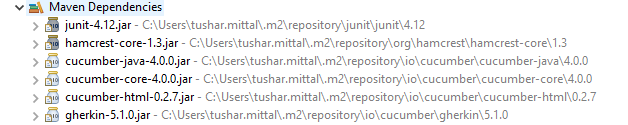 Maven Dependencies
junit-4.12.jar - C:\Users\tushar.mittal\.m2\repository\junit\junit\4.12
hamcrest-core-1.3.jar - C:\Users\tushar.mittal\.m2\repository\org\hamcrest\hamcrest-core\1.3
cucumber-java-4.0.0.jar - C:\Users\tushar.mittal\.m2\repository\io\cucumber\cucumber-java\4.0.0
cucumber-core-4.0.0.jar - C:\Users\tushar.mittal\.m2\repository\io\cucumber\cucumber-core\4.0.0
cucumber-html-0.2.7.jar - C:\Users\tushar.mittal\.m2\repository\io\cucumber\cucumber-html\0.2.7
gherkin-5.1.0.jar - C:\Users\tushar.mittal\.m2\repository\io\cucumber\gherkin\5.1.0